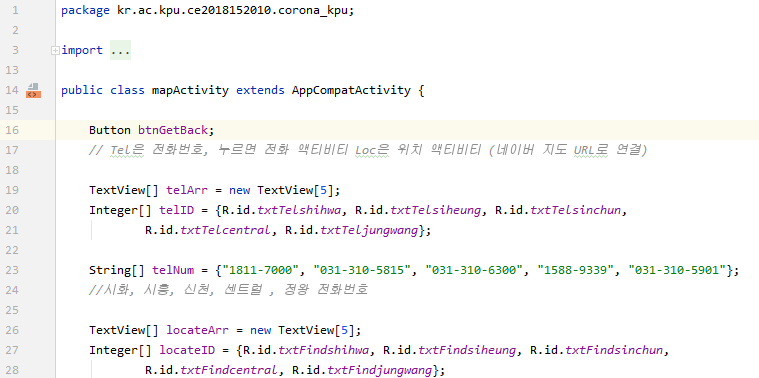 1 package kr.ac.kpu.ce2018152010.corona_kpu;
2
3 import ...
13
14 public class mapActivity extends AppCompatActivity {
15
16 Button btnGetBack;
17 // Tel은 전화번호, 누르면 전화 액티비티 Loc은 위치 액티비티 (네이버 지도 URL로 연결)
18
19 TextView[] telArr = new TextView[5];
20 Integer[] telID = {R.id.txtTelshihwa, R.id.txtTelsiheung, R.id.txtTelsinchun,
21 R.id.txtTelcentral, R.id.txtTeljungwang};
22
23 String[] telNum = {"1811-7000", "031-310-5815", "031-310-6300", "1588-9339", "031-310-5901"};
24 //시화, 시흥, 신천, 센트럴 , 정왕 전화번호
25
26 TextView[] locateArr = new TextView[5];
27 Integer[] locateID = {R.id.txtFindshihwa, R.id.txtFindsiheung, R.id.txtFindsinchun,
28 R.id.txtFindcentral, R.id.txtFindjungwang};